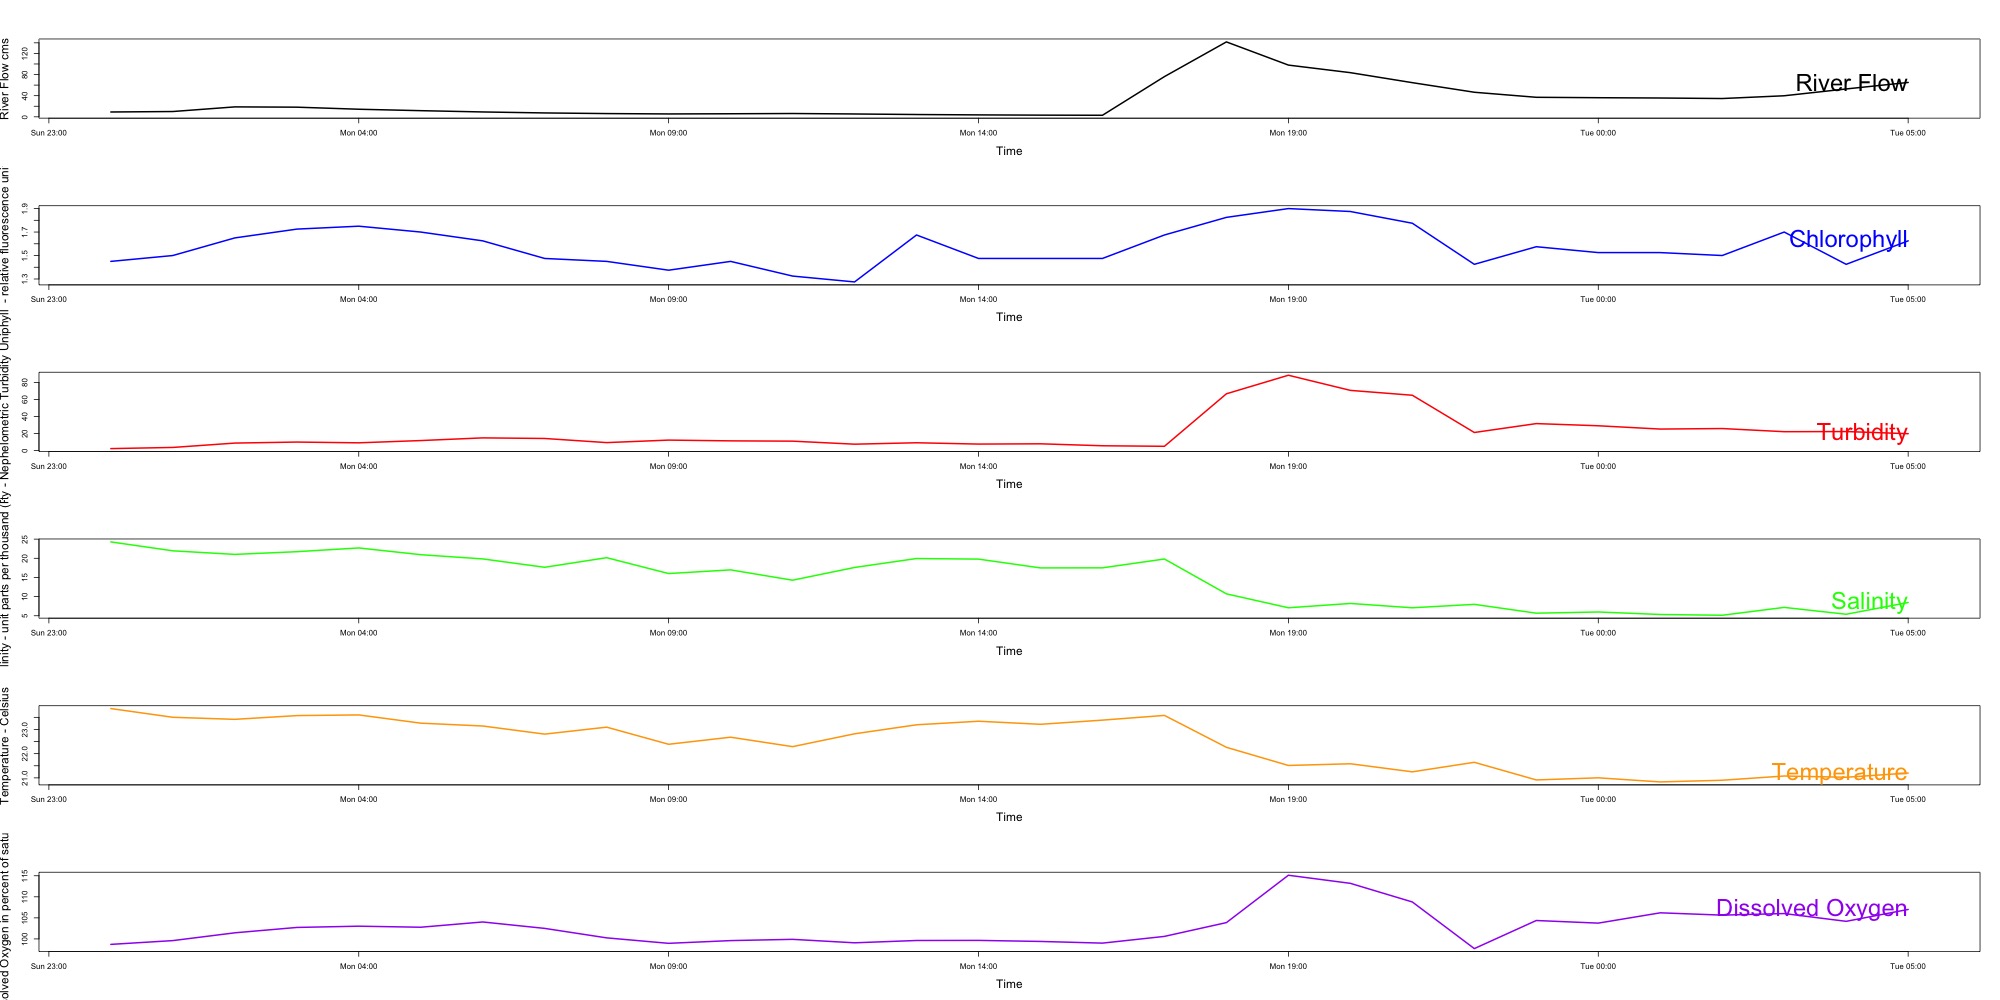 River Flow cms
0 40 80 120
River Flow
Sun 23:00 Mon 04:00 Mon 09:00 Mon 14:00 Mon 19:00 Tue 00:00 Tue 05:00
Time
- relative fluorescence uni
1.3 1.5 1.7 1.9
Chlorophyll
Sun 23:00 Mon 04:00 Mon 09:00 Mon 14:00 Mon 19:00 Tue 00:00 Tue 05:00
Time
ty - Nephelometric Turbidity Uni
phyll
0 20 40 60 80
Turbidity
Sun 23:00 Mon 04:00 Mon 09:00 Mon 14:00 Mon 19:00 Tue 00:00 Tue 05:00
Time
linity - unit parts per thousand (P
5 10 15 20 25
Salinity
Sun 23:00 Mon 04:00 Mon 09:00 Mon 14:00 Mon 19:00 Tue 00:00 Tue 05:00
Time
Temperature - Celsius
21.0 22.0 23.0
Temperature
Sun 23:00 Mon 04:00 Mon 09:00 Mon 14:00 Mon 19:00 Tue 00:00 Tue 05:00
Time
olved Oxygen in percent of satu
100 105 110 115
Dissolved Oxygen
Sun 23:00 Mon 04:00 Mon 09:00 Mon 14:00 Mon 19:00 Tue 00:00 Tue 05:00
Time